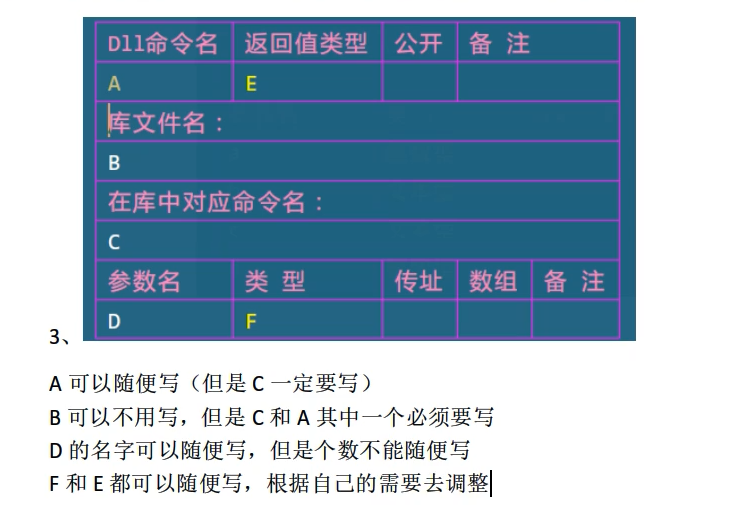 Dll命令名 返回值类型 公开 备 注
A E
库文件名：
B
在库中对应命令名：
C
参数名 类 型 传址 数组 备 注
D F
3、
A 可以随便写（但是 C 一定要写）
B 可以不用写，但是 C 和 A 其中一个必须要写
D 的名字可以随便写，但是个数不能随便写
F 和 E 都可以随便写，根据自己的需要去调整